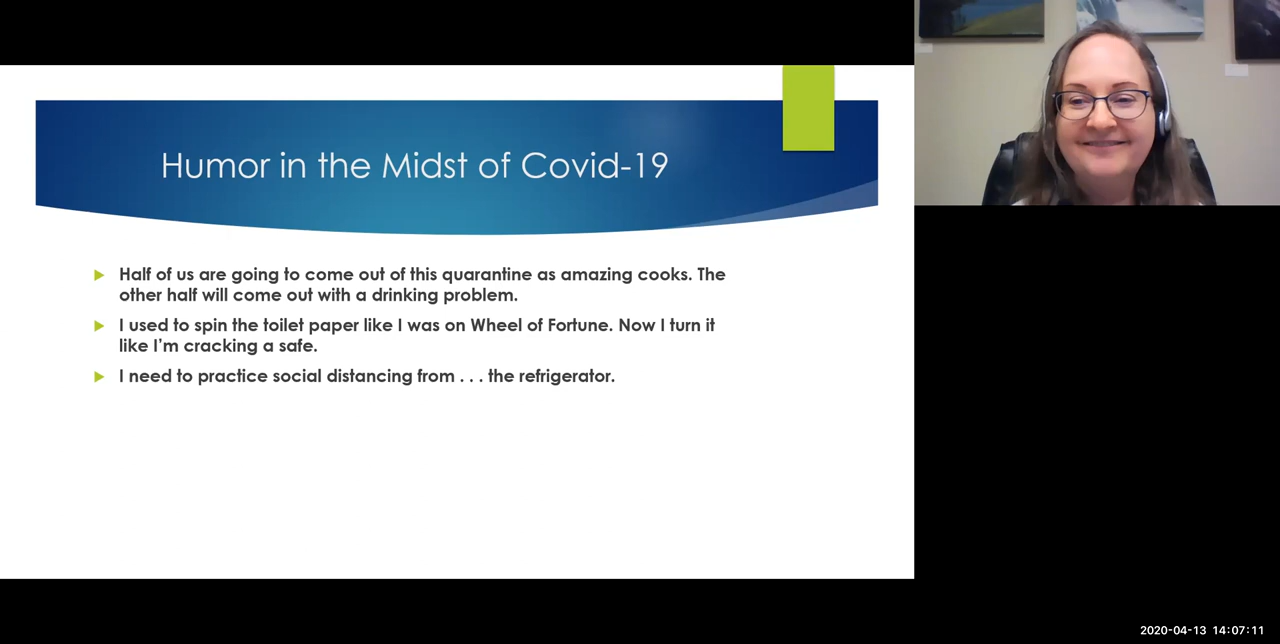 Humor in the Midst of Covid-19
Half of us are going to come out of this quarantine as amazing cooks. The
other half will come out with a drinking problem.
I used to spin the toilet paper like I was on Wheel of Fortune. Now I turn it
like I’m cracking a safe.
I need to practice social distancing from . . . the refrigerator.
2020-04-13 14:07:11